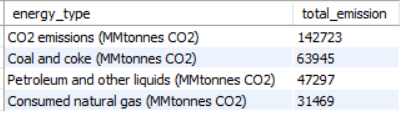 energy_type total_emission
CO2 emissions (MMtonnes CO2) 142723
Coal and coke (MMtonnes CO2) 63945
Petroleum and other liquids (MMtonnes CO2) 47297
Consumed natural gas (MMtonnes CO2) 31469